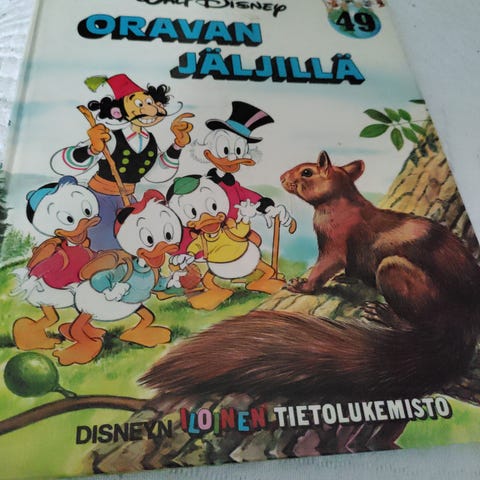 WALT DISNEY
49
ORAVAN
JÄLJILLÄ
DISNEYN ILOINEN TIETOLUKEMISTO